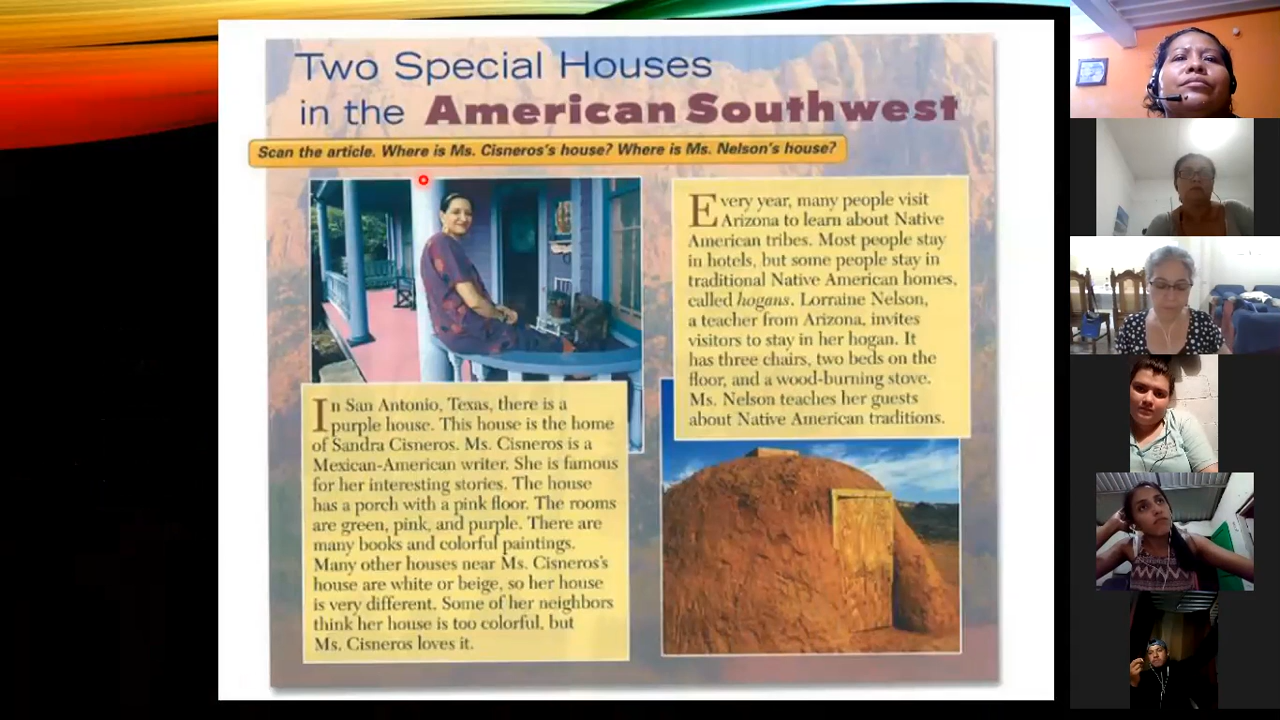 Two Special Houses
in the American Southwest
Scan the article. Where is Ms. Cisneros's house? Where is Ms. Nelson's house?
In San Antonio, Texas, there is a
purple house. This house is the home
of Sandra Cisneros. Ms. Cisneros is a
Mexican-American writer. She is famous
for her interesting stories. The house
has a porch with a pink floor. The rooms
are green, pink, and purple. There are
many books and colorful paintings.
Many other houses near Ms. Cisneros's
house are white or beige, so her house
is very different. Some of her neighbors
think her house is too colorful, but
Ms. Cisneros loves it.
Every year, many people visit
Arizona to learn about Native
American tribes. Most people stay
in hotels, but some people stay in
traditional Native American homes,
called hogans. Lorraine Nelson,
a teacher from Arizona, invites
visitors to stay in her hogan. It
has three chairs, two beds on the
floor, and a wood-burning stove.
Ms. Nelson teaches her guests
about Native American traditions.